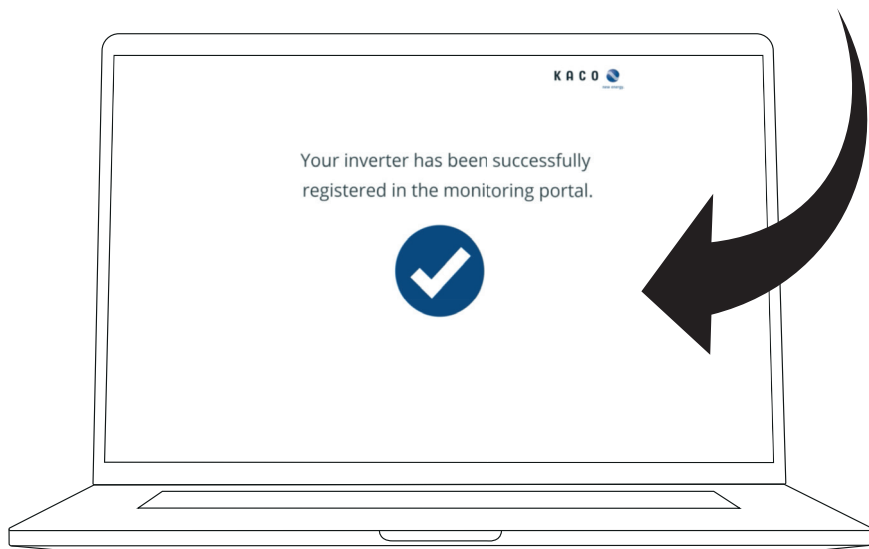 KACO
new energy.
Your inverter has been successfully
registered in the monitoring portal.